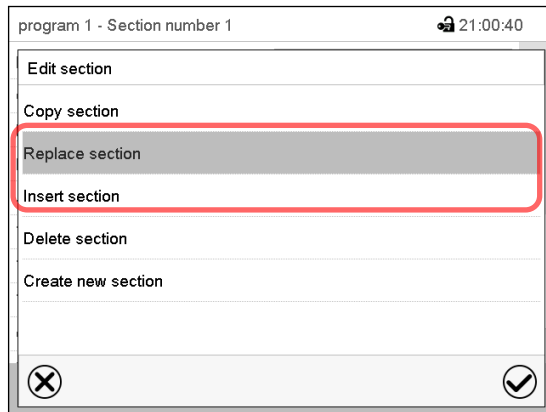 program 1 - Section number 1 21:00:40
Edit section
Copy section
Replace section
Insert section
Delete section
Create new section